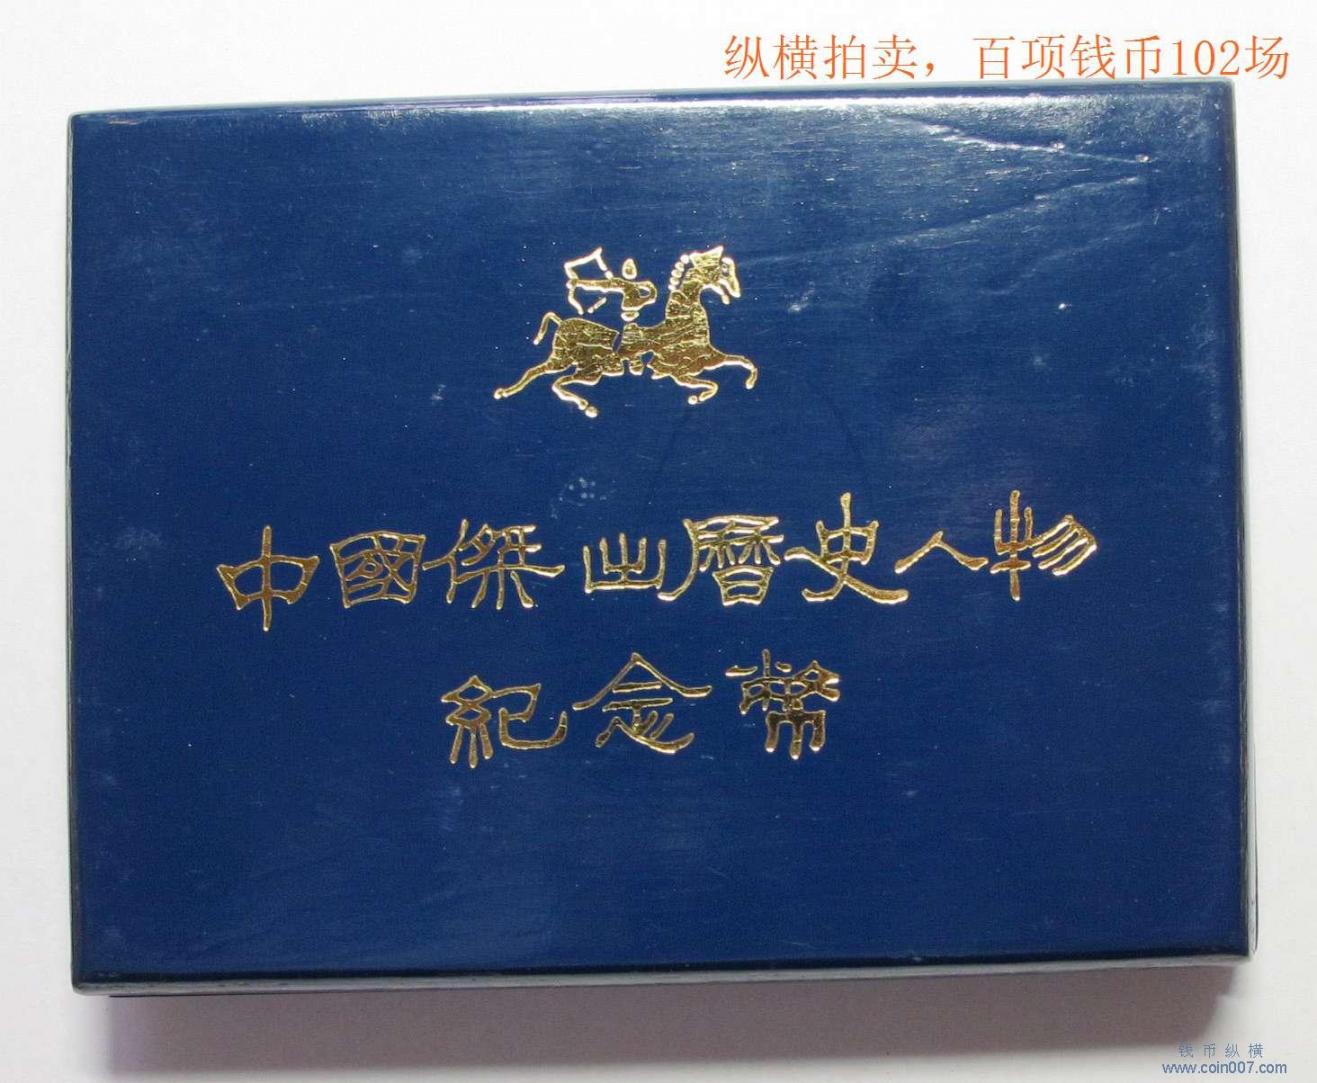 纵横拍卖，百项钱币102场
中國傑出曆史人物
紀念幣
钱币纵横
www.coin007.com